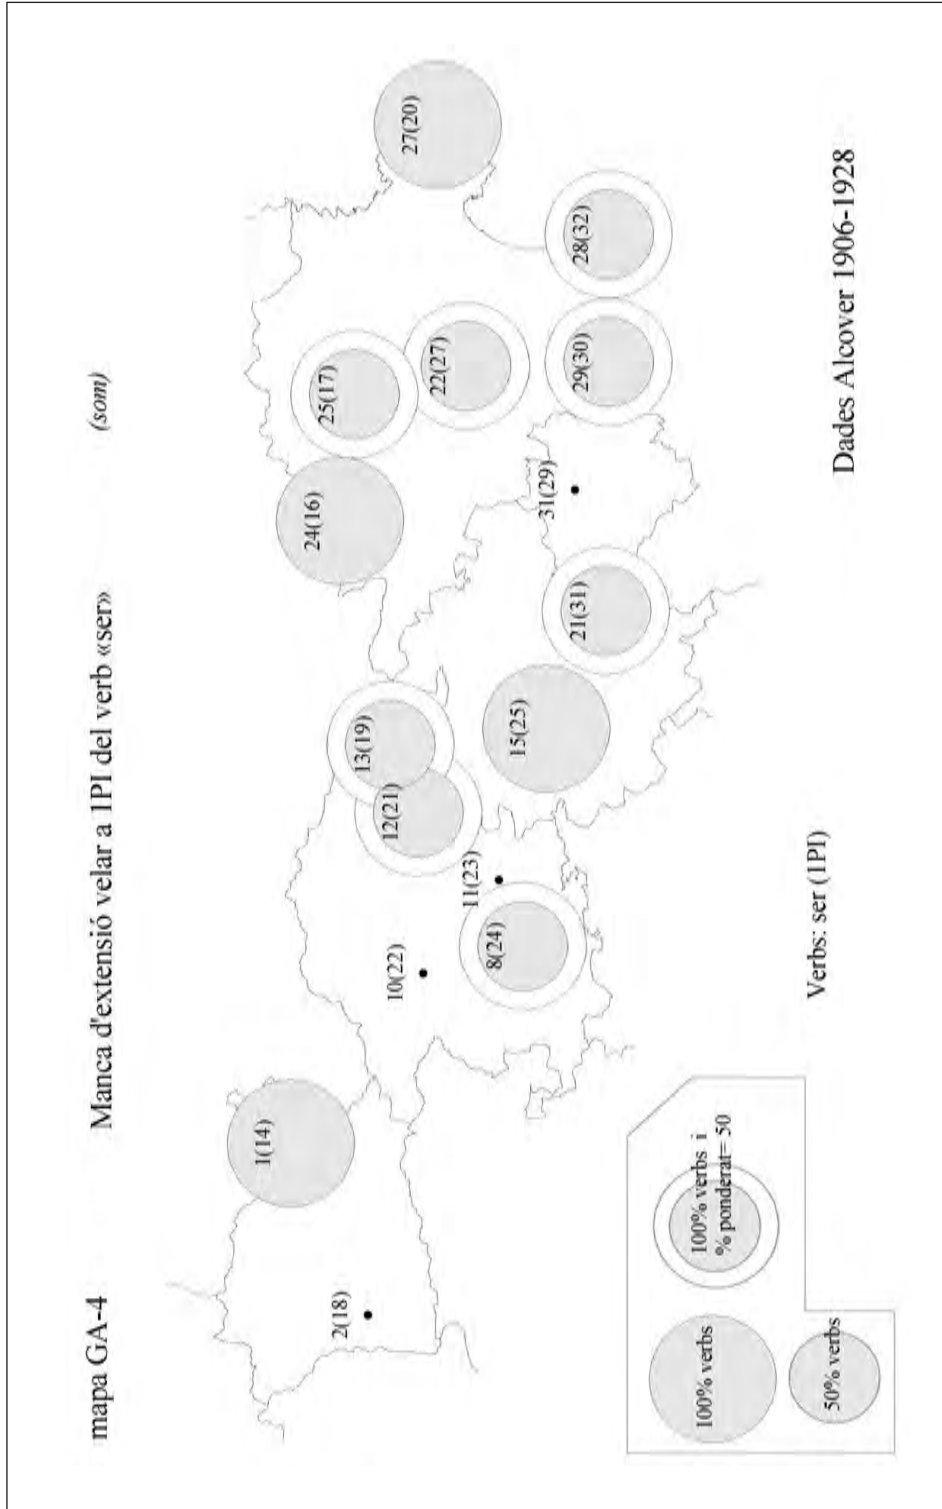 mapa GA-4 Manca d'extensió velar a 1PI del verb «ser» (som)
1(14)
2(18)
10(22)
8(24)
11(23)
12(21)
13(19)
15(25)
21(31)
24(16)
25(17)
22(27)
27(20)
31(29)
29(30)
28(32)
100% verbs
50% verbs
100% verbs i
% ponderat= 50
Verbs: ser (1PI)
Dades Alcover 1906-1928